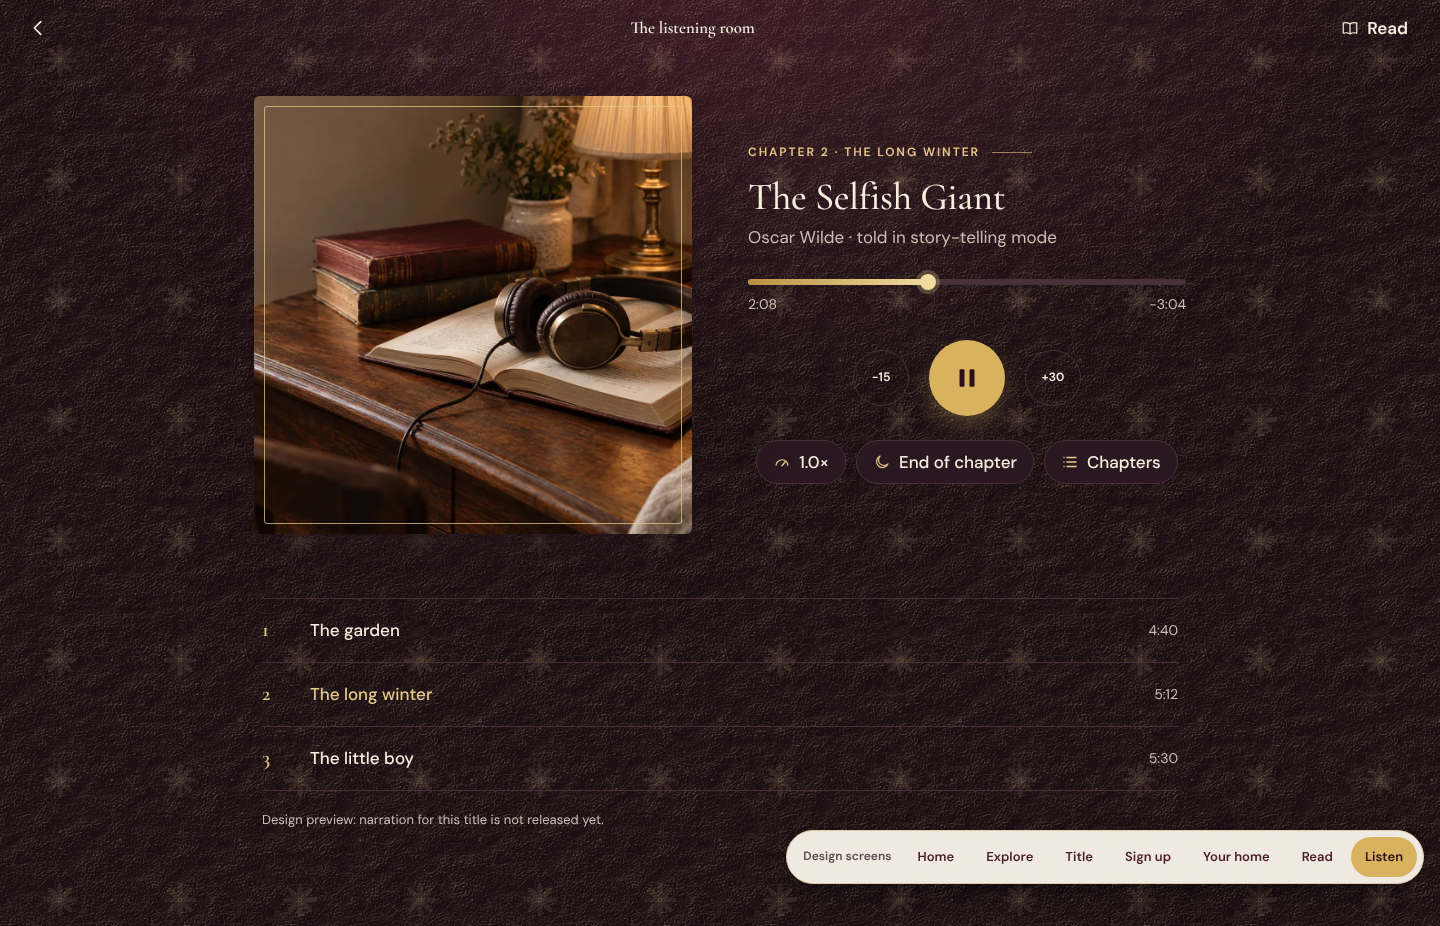 The listening room
Read
CHAPTER 2 · THE LONG WINTER
The Selfish Giant
Oscar Wilde · told in story-telling mode
2:08
-3:04
-15
+30
1.0×
End of chapter
Chapters
1 The garden 4:40
2 The long winter 5:12
3 The little boy 5:30
Design preview: narration for this title is not released yet.
Design screens Home Explore Title Sign up Your home Read Listen